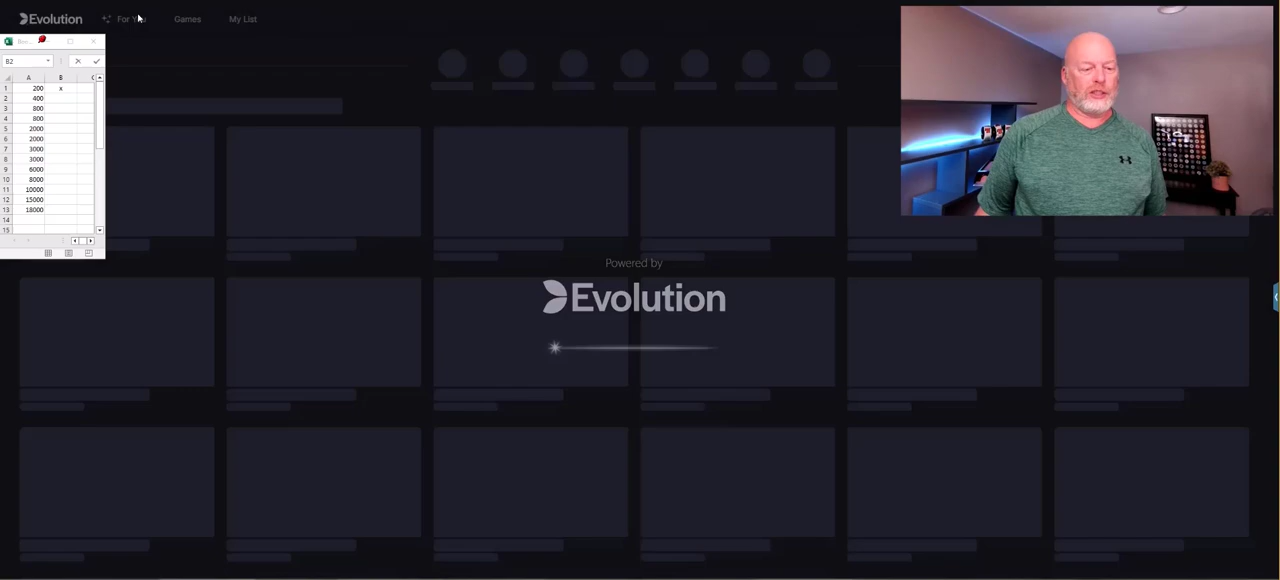 Evolution
For You
Games
My List
B2
A B C
1 200 x
2 400
3 800
4 800
5 2000
6 2000
7 3000
8 3000
9 6000
10 8000
11 10000
12 15000
13 18000
14
15
Powered by
Evolution